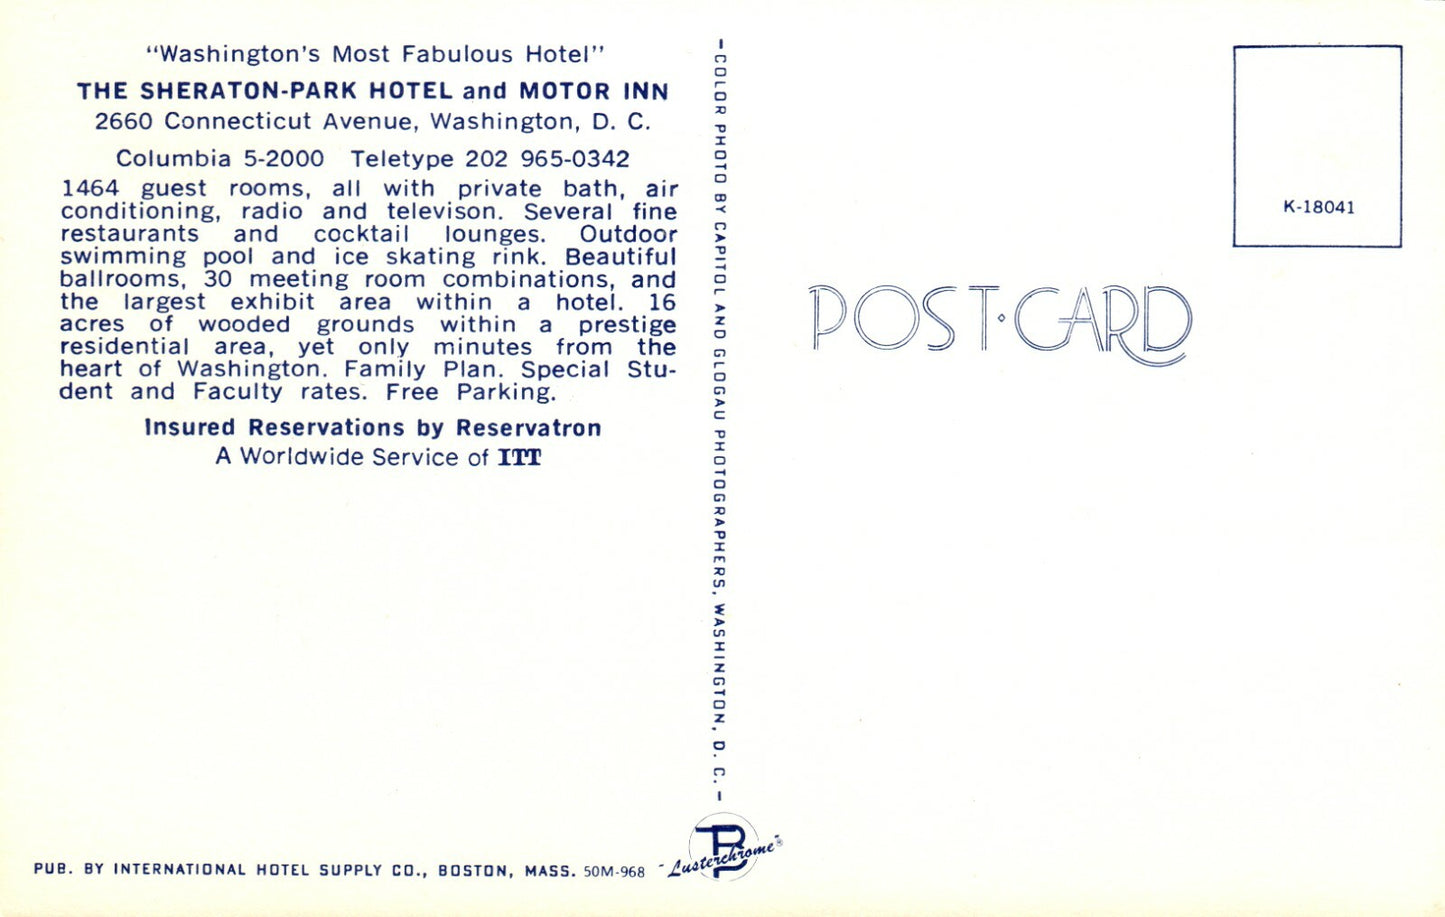 "Washington's Most Fabulous Hotel"
THE SHERATON-PARK HOTEL and MOTOR INN
2660 Connecticut Avenue, Washington, D. C.
Columbia 5-2000 Teletype 202 965-0342
1464 guest rooms, all with private bath, air
conditioning, radio and televison. Several fine
restaurants and cocktail lounges. Outdoor
swimming pool and ice skating rink. Beautiful
ballrooms, 30 meeting room combinations, and
the largest exhibit area within a hotel. 16
acres of wooded grounds within a prestige
residential area, yet only minutes from the
heart of Washington. Family Plan. Special Stu-
dent and Faculty rates. Free Parking.
Insured Reservations by Reservatron
A Worldwide Service of ITT
PUB. BY INTERNATIONAL HOTEL SUPPLY CO., BOSTON, MASS. 50M-968
-COLOR PHOTO BY CAPITOL AND GLOGAU PHOTOGRAPHERS, WASHINGTON, D. C.-
TP
"Lusterchrome"®
K-18041
POST·CARD